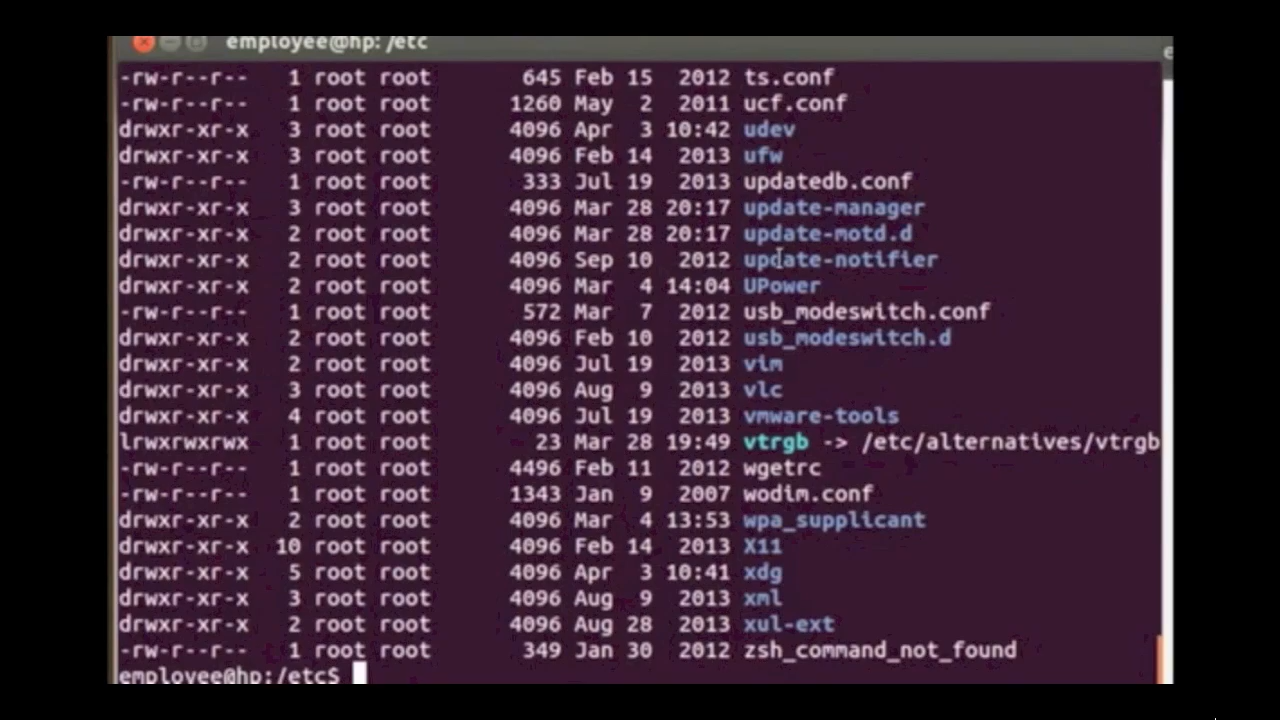 employee@hp: /etc
-rw-r--r-- 1 root root 645 Feb 15 2012 ts.conf
-rw-r--r-- 1 root root 1260 May 2 2011 ucf.conf
drwxr-xr-x 3 root root 4096 Apr 3 10:42 udev
drwxr-xr-x 3 root root 4096 Feb 14 2013 ufw
-rw-r--r-- 1 root root 333 Jul 19 2013 updatedb.conf
drwxr-xr-x 3 root root 4096 Mar 28 20:17 update-manager
drwxr-xr-x 2 root root 4096 Mar 28 20:17 update-motd.d
drwxr-xr-x 2 root root 4096 Sep 10 2012 update-notifier
drwxr-xr-x 2 root root 4096 Mar 4 14:04 UPower
-rw-r--r-- 1 root root 572 Mar 7 2012 usb_modeswitch.conf
drwxr-xr-x 2 root root 4096 Feb 10 2012 usb_modeswitch.d
drwxr-xr-x 2 root root 4096 Jul 19 2013 vim
drwxr-xr-x 3 root root 4096 Aug 9 2013 vlc
drwxr-xr-x 4 root root 4096 Jul 19 2013 vmware-tools
lrwxrwxrwx 1 root root 23 Mar 28 19:49 vtrgb -> /etc/alternatives/vtrgb
-rw-r--r-- 1 root root 4496 Feb 11 2012 wgetrc
-rw-r--r-- 1 root root 1343 Jan 9 2007 wodim.conf
drwxr-xr-x 2 root root 4096 Mar 4 13:53 wpa_supplicant
drwxr-xr-x 10 root root 4096 Feb 14 2013 X11
drwxr-xr-x 5 root root 4096 Apr 3 10:41 xdg
drwxr-xr-x 3 root root 4096 Aug 9 2013 xml
drwxr-xr-x 2 root root 4096 Aug 28 2013 xul-ext
-rw-r--r-- 1 root root 349 Jan 30 2012 zsh_command_not_found
employee@hp:/etc$